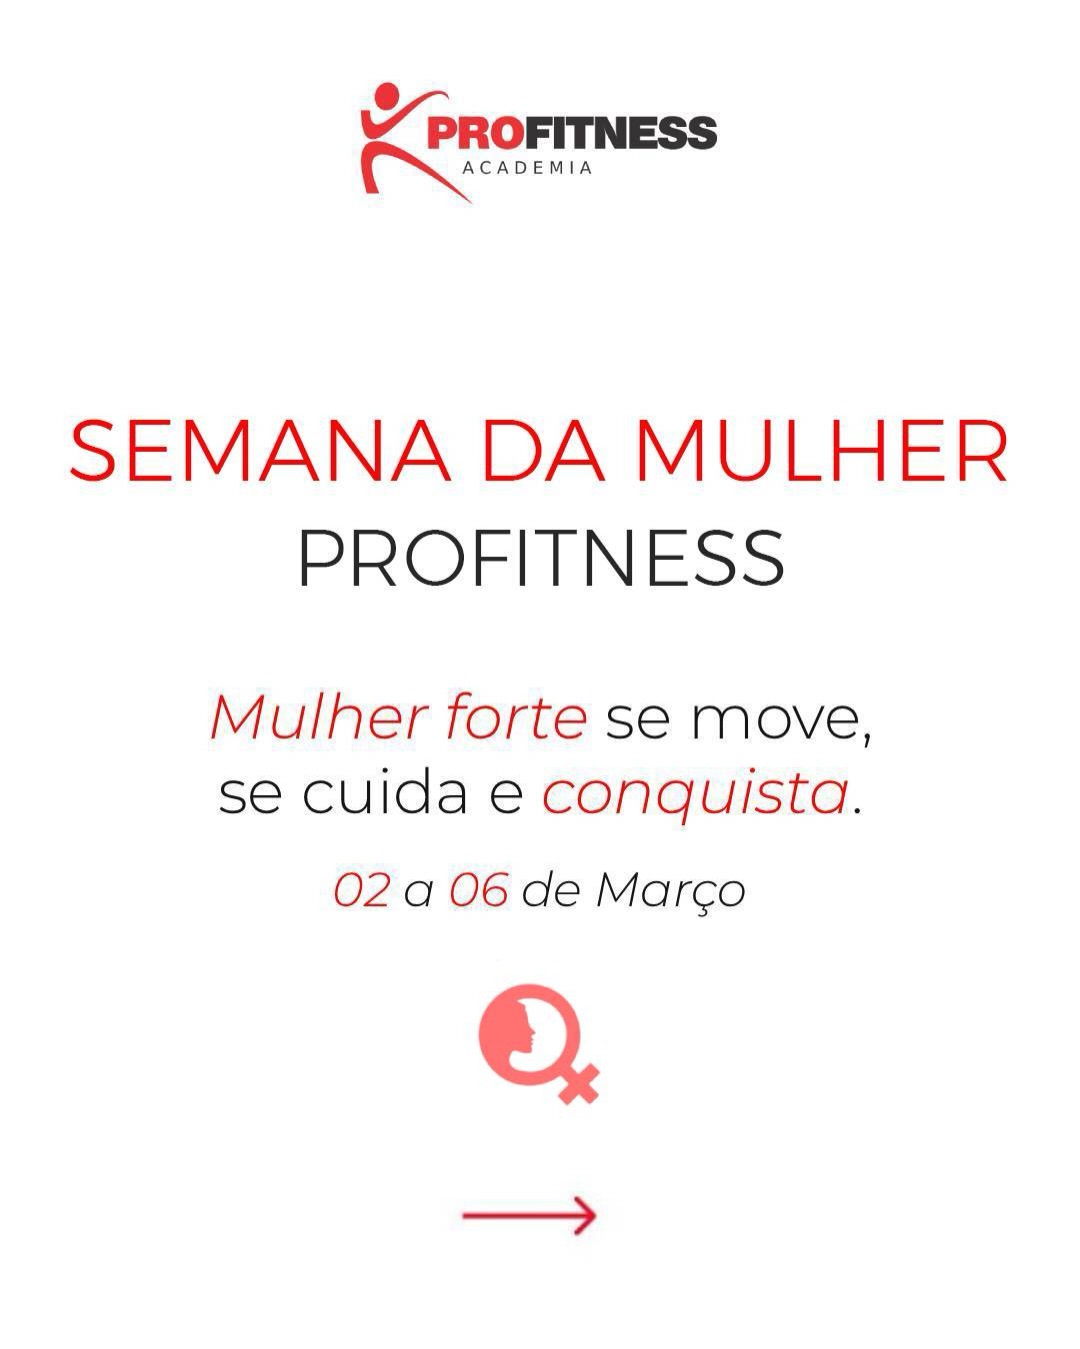 PROFITNESS
ACADEMIA
SEMANA DA MULHER
PROFITNESS
Mulher forte se move,
se cuida e conquista.
02 a 06 de Março